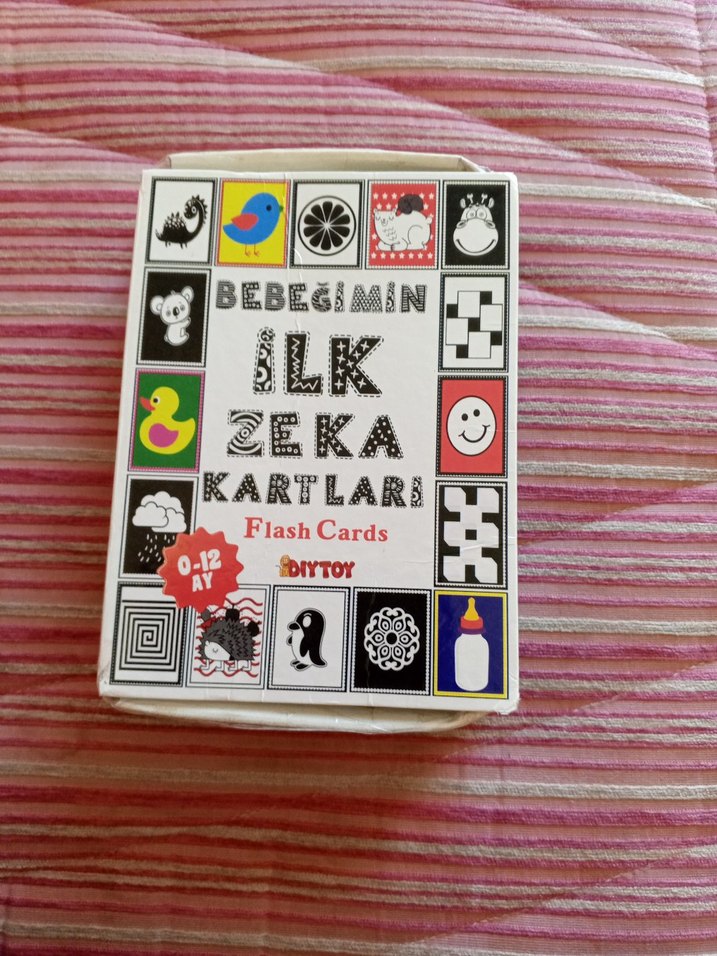 BEBEĞİMİN
İLK
ZEKA
KARTLARI
Flash Cards
0-12
AY
DIYTOY